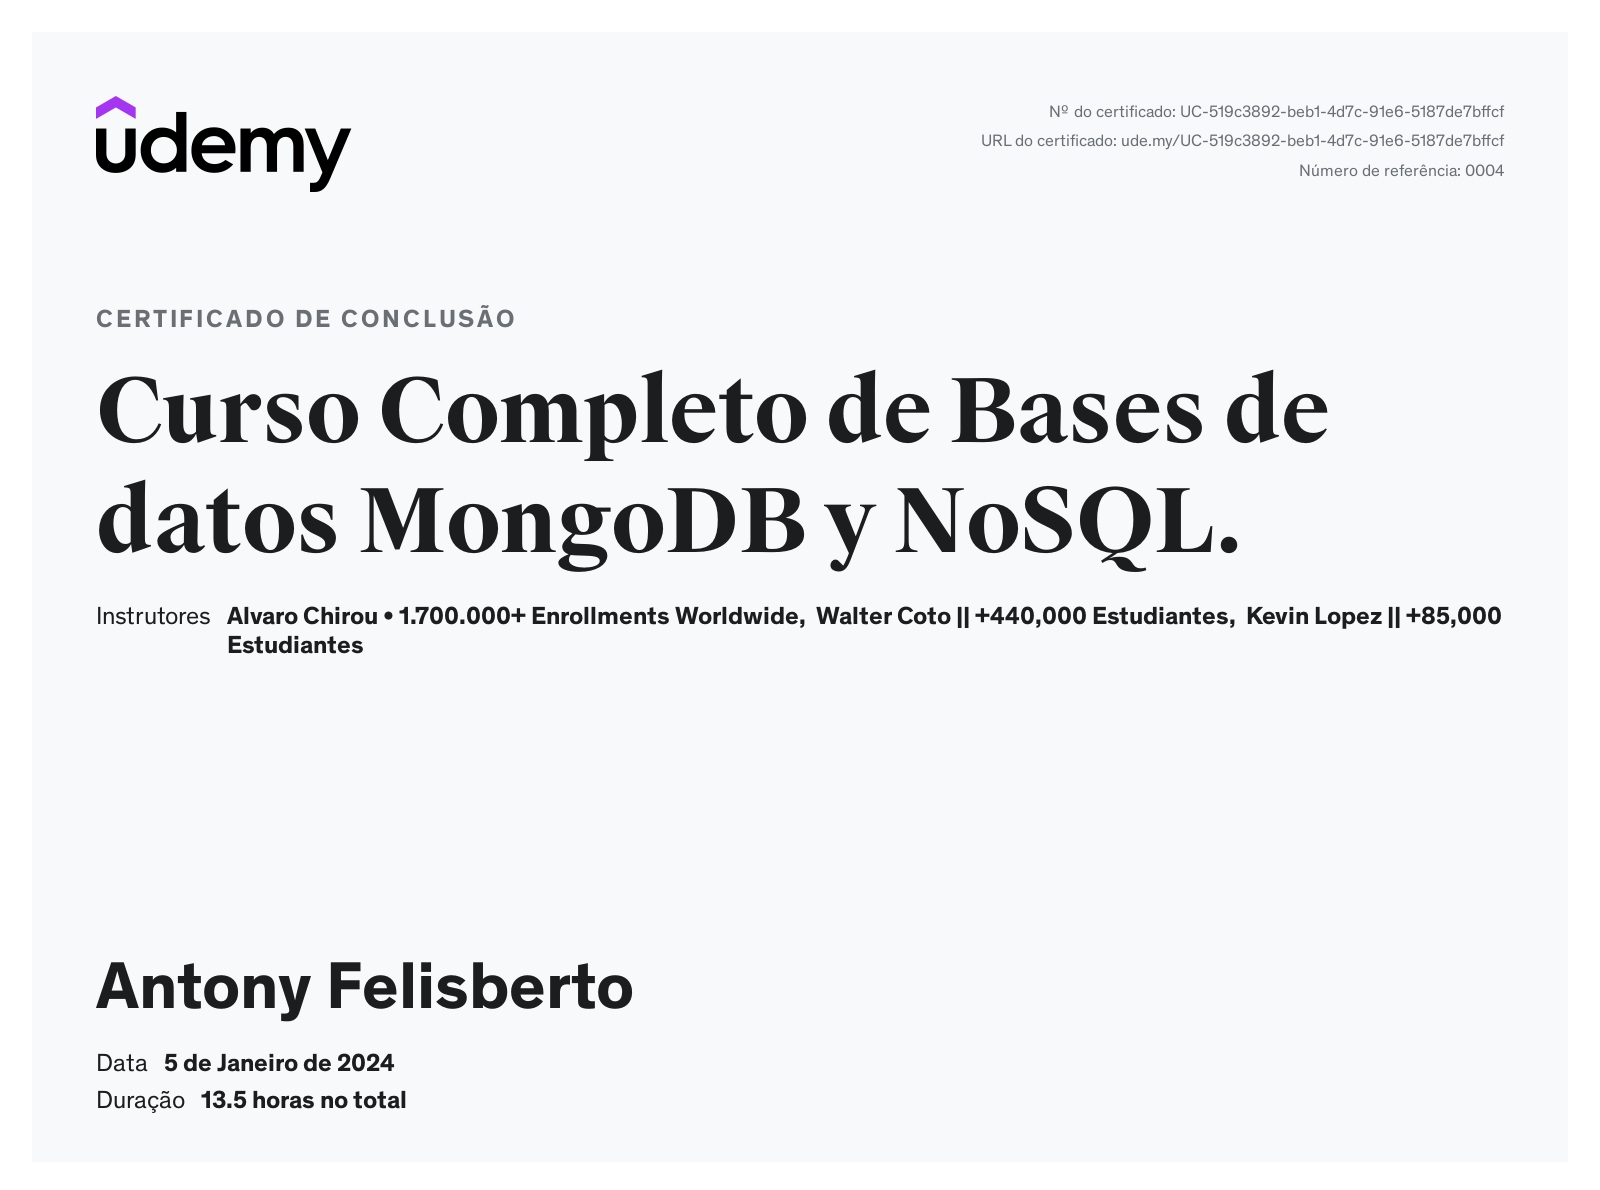 udemy
Nº do certificado: UC-519c3892-beb1-4d7c-91e6-5187de7bffcf
URL do certificado: ude.my/UC-519c3892-beb1-4d7c-91e6-5187de7bffcf
Número de referência: 0004
CERTIFICADO DE CONCLUSÃO
Curso Completo de Bases de
datos MongoDB y NoSQL.
Instrutores Alvaro Chirou • 1.700.000+ Enrollments Worldwide, Walter Coto || +440,000 Estudiantes, Kevin Lopez || +85,000
Estudiantes
Antony Felisberto
Data 5 de Janeiro de 2024
Duração 13.5 horas no total